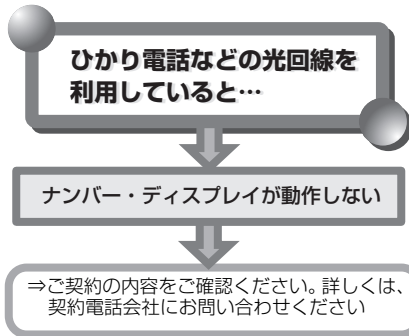 ひかり電話などの光回線を
利用していると…
ナンバー・ディスプレイが動作しない
⇒ご契約の内容をご確認ください。詳しくは、
契約電話会社にお問い合わせください